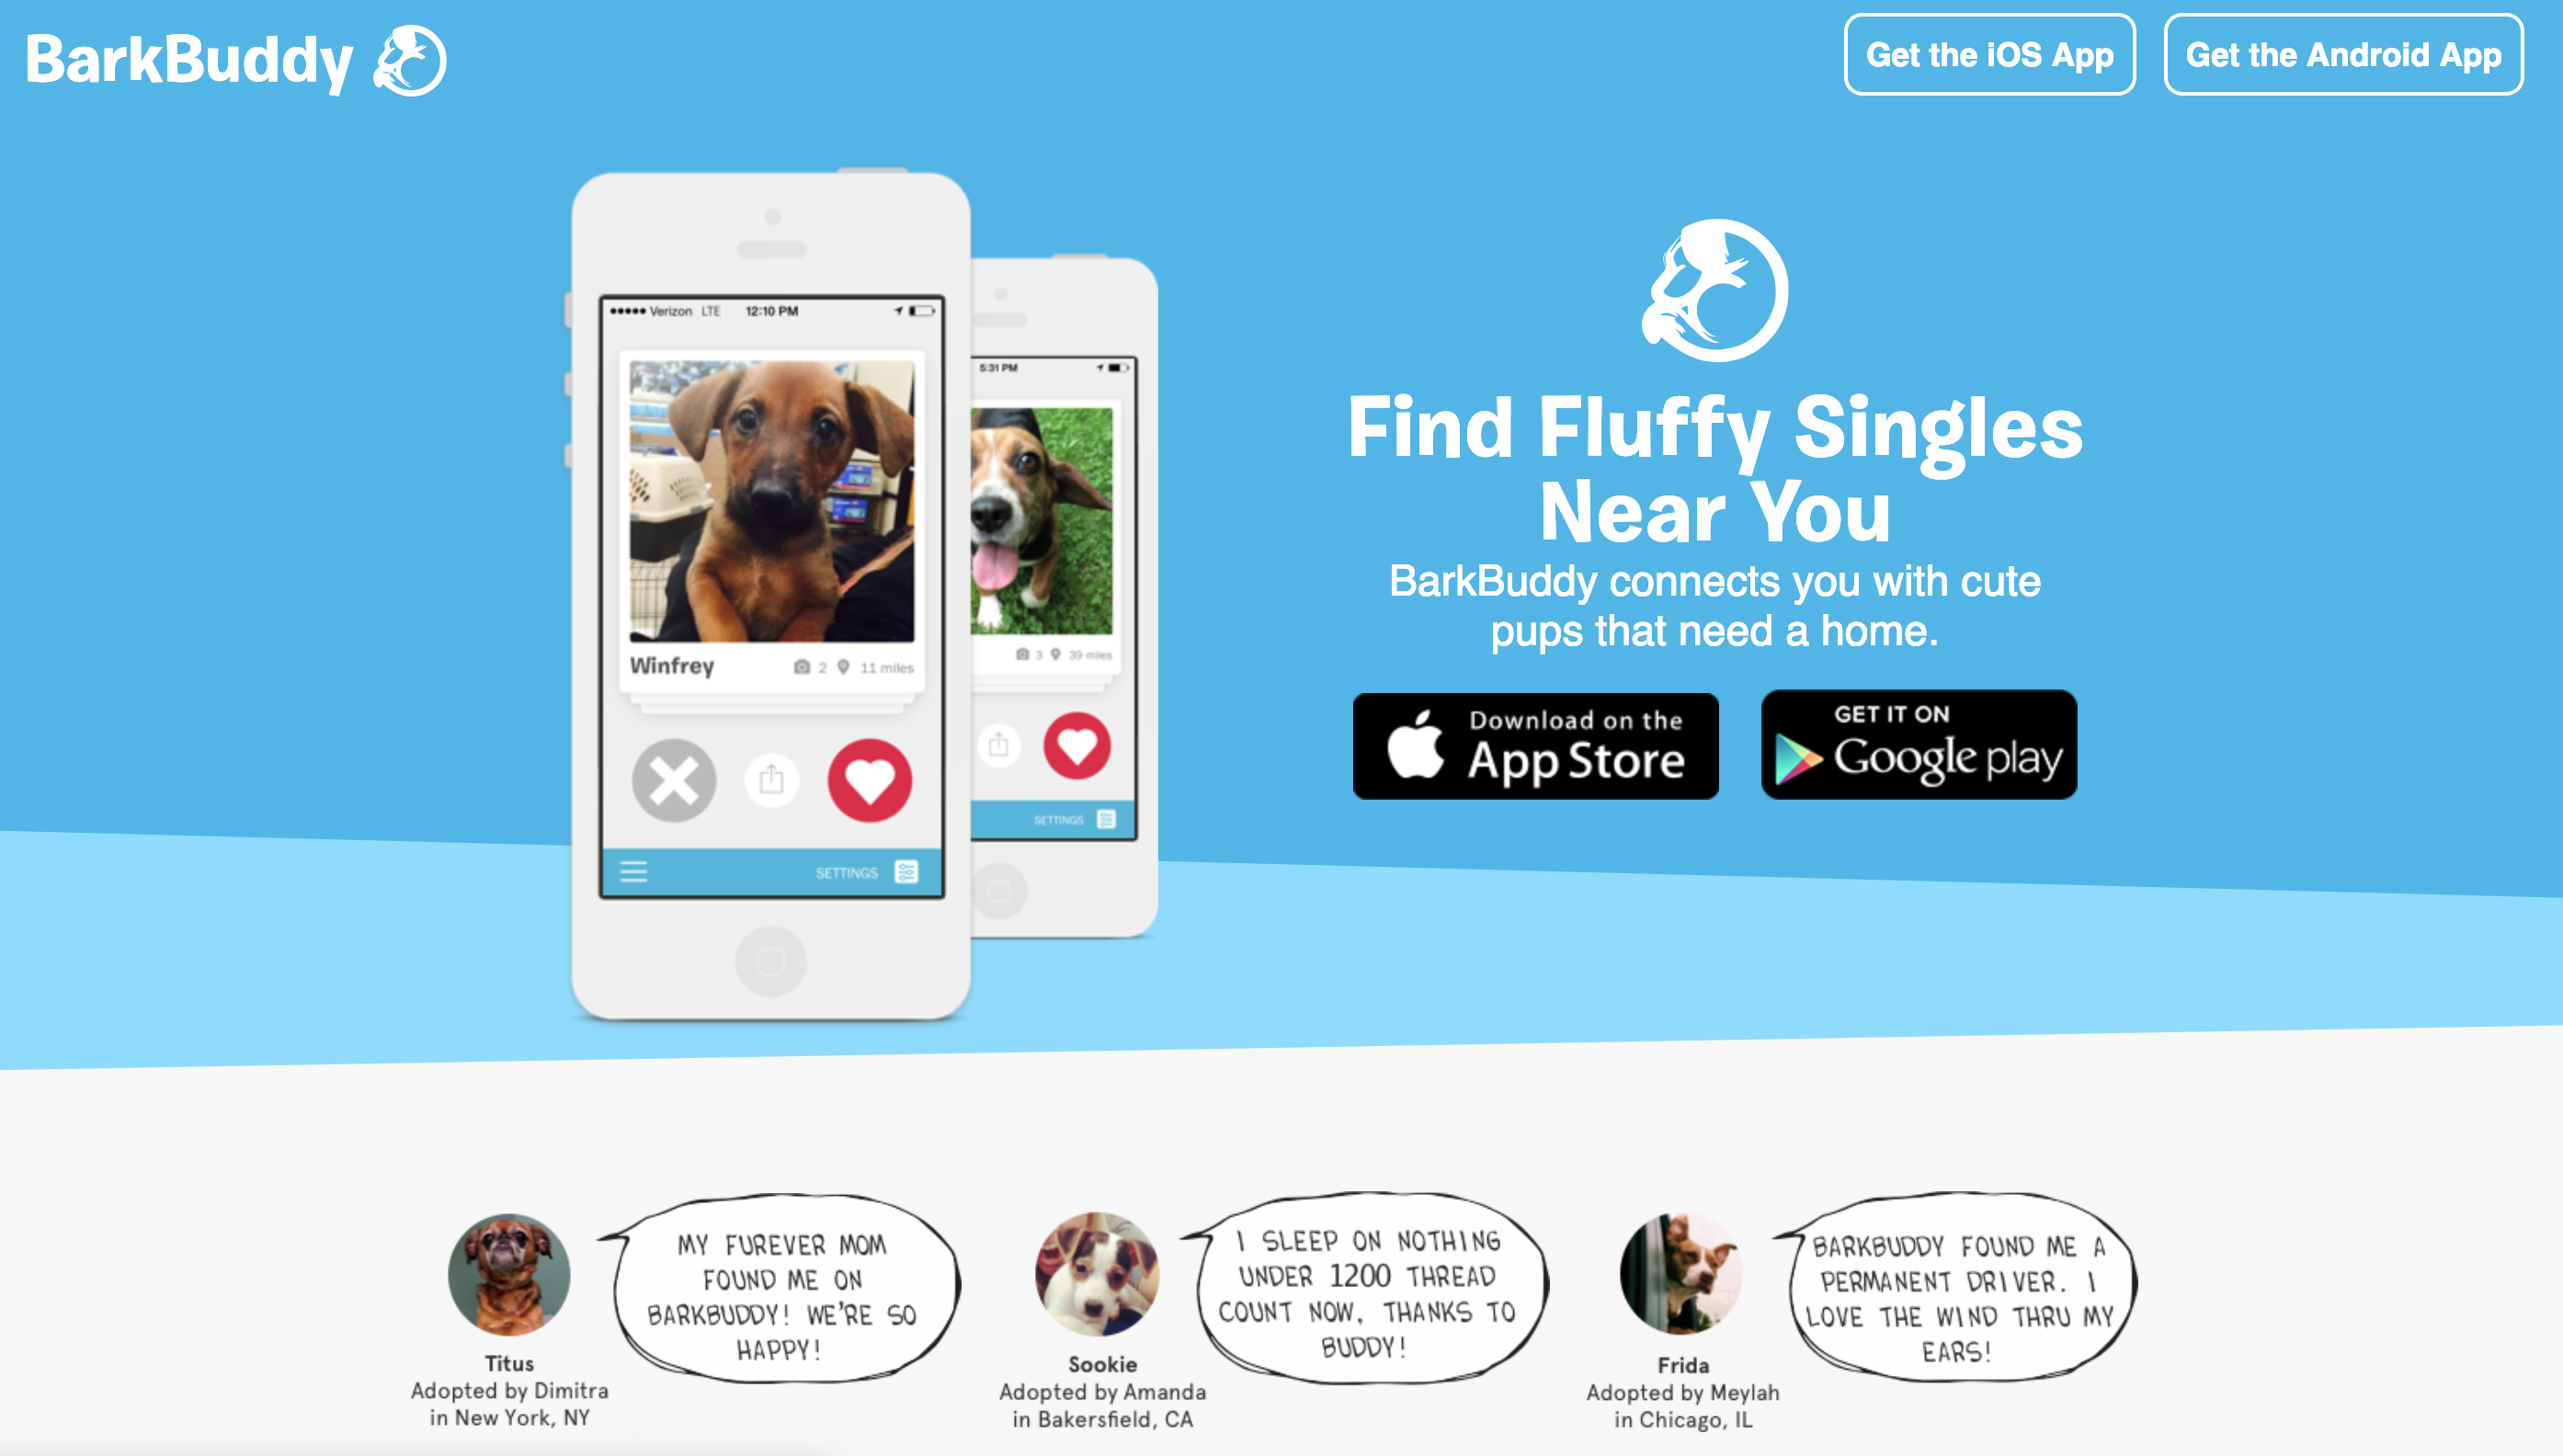 BarkBuddy
Get the iOS App
Get the Android App
Verizon LTE 12:10 PM
Winfrey
2
11 miles
SETTINGS
5:31 PM
3
39 miles
SETTINGS
Find Fluffy Singles
Near You
BarkBuddy connects you with cute
pups that need a home.
Download on the
App Store
GET IT ON
Google play
MY FUREVER MOM
FOUND ME ON
BARKBUDDY! WE'RE SO
HAPPY!
Titus
Adopted by Dimitra
in New York, NY
I SLEEP ON NOTHING
UNDER 1200 THREAD
COUNT NOW, THANKS TO
BUDDY!
Sookie
Adopted by Amanda
in Bakersfield, CA
BARKBUDDY FOUND ME A
PERMANENT DRIVER. I
LOVE THE WIND THRU MY
EARS!
Frida
Adopted by Meylah
in Chicago, IL